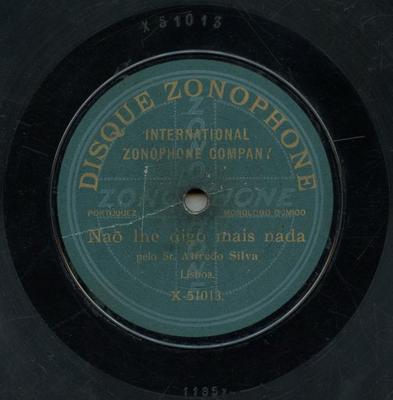 X 51013
DISQUE ZONOPHONE
INTERNATIONAL
ZONOPHONE COMPANY
ZONOPHONE
PORTUGUEZ MONOLOGO COMICO
Naõ lhe digo mais nada
pelo Sr. Alfredo Silva
Lisboa.
X-51013.